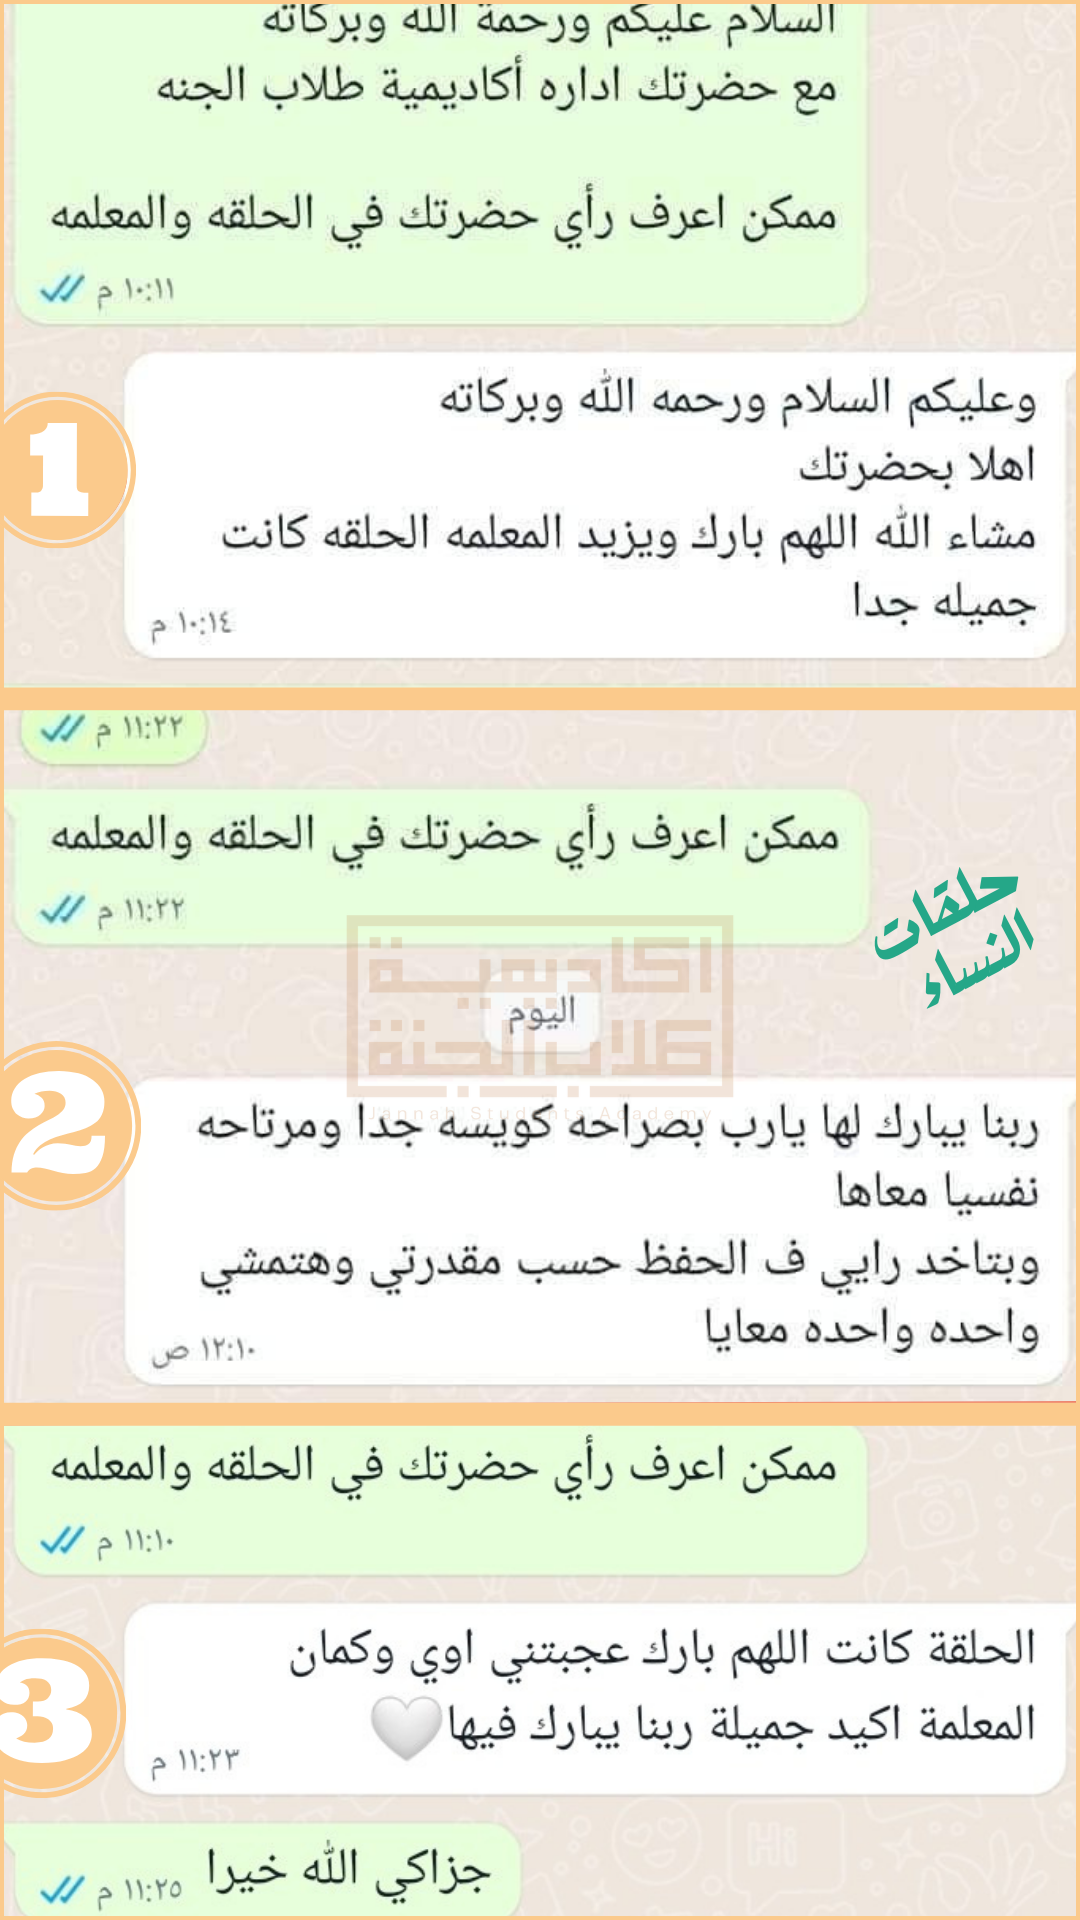 السلام عليكم ورحمة الله وبركاته
مع حضرتك اداره أكاديمية طلاب الجنه
ممكن اعرف رأي حضرتك في الحلقه والمعلمه
١٠:١١ م
1
وعليكم السلام ورحمه الله وبركاته
اهلا بحضرتك
مشاء الله اللهم بارك ويزيد المعلمه الحلقه كانت
جميله جدا
١٠:١٤ م
١١:٢٢ م
ممكن اعرف رأي حضرتك في الحلقه والمعلمه
١١:٢٢ م
حلقات
النساء
اكاديمية
طلاب الجنة
Jannah Students Academy
اليوم
2
ربنا يبارك لها يارب بصراحه كويسه جدا ومرتاحه
نفسيا معاها
وبتاخد رايي ف الحفظ حسب مقدرتي وهتمشي
واحده واحده معايا
١٢:١٠ ص
ممكن اعرف رأي حضرتك في الحلقه والمعلمه
١١:١٠ م
3
الحلقة كانت اللهم بارك عجبتني اوي وكمان
المعلمة اكيد جميلة ربنا يبارك فيها🤍
١١:٢٣ م
جزاكي الله خيرا
١١:٢٥ م